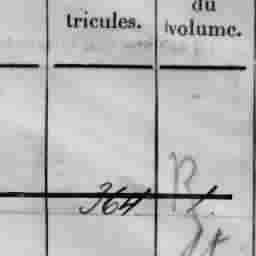 tricules.
du
volume.
364